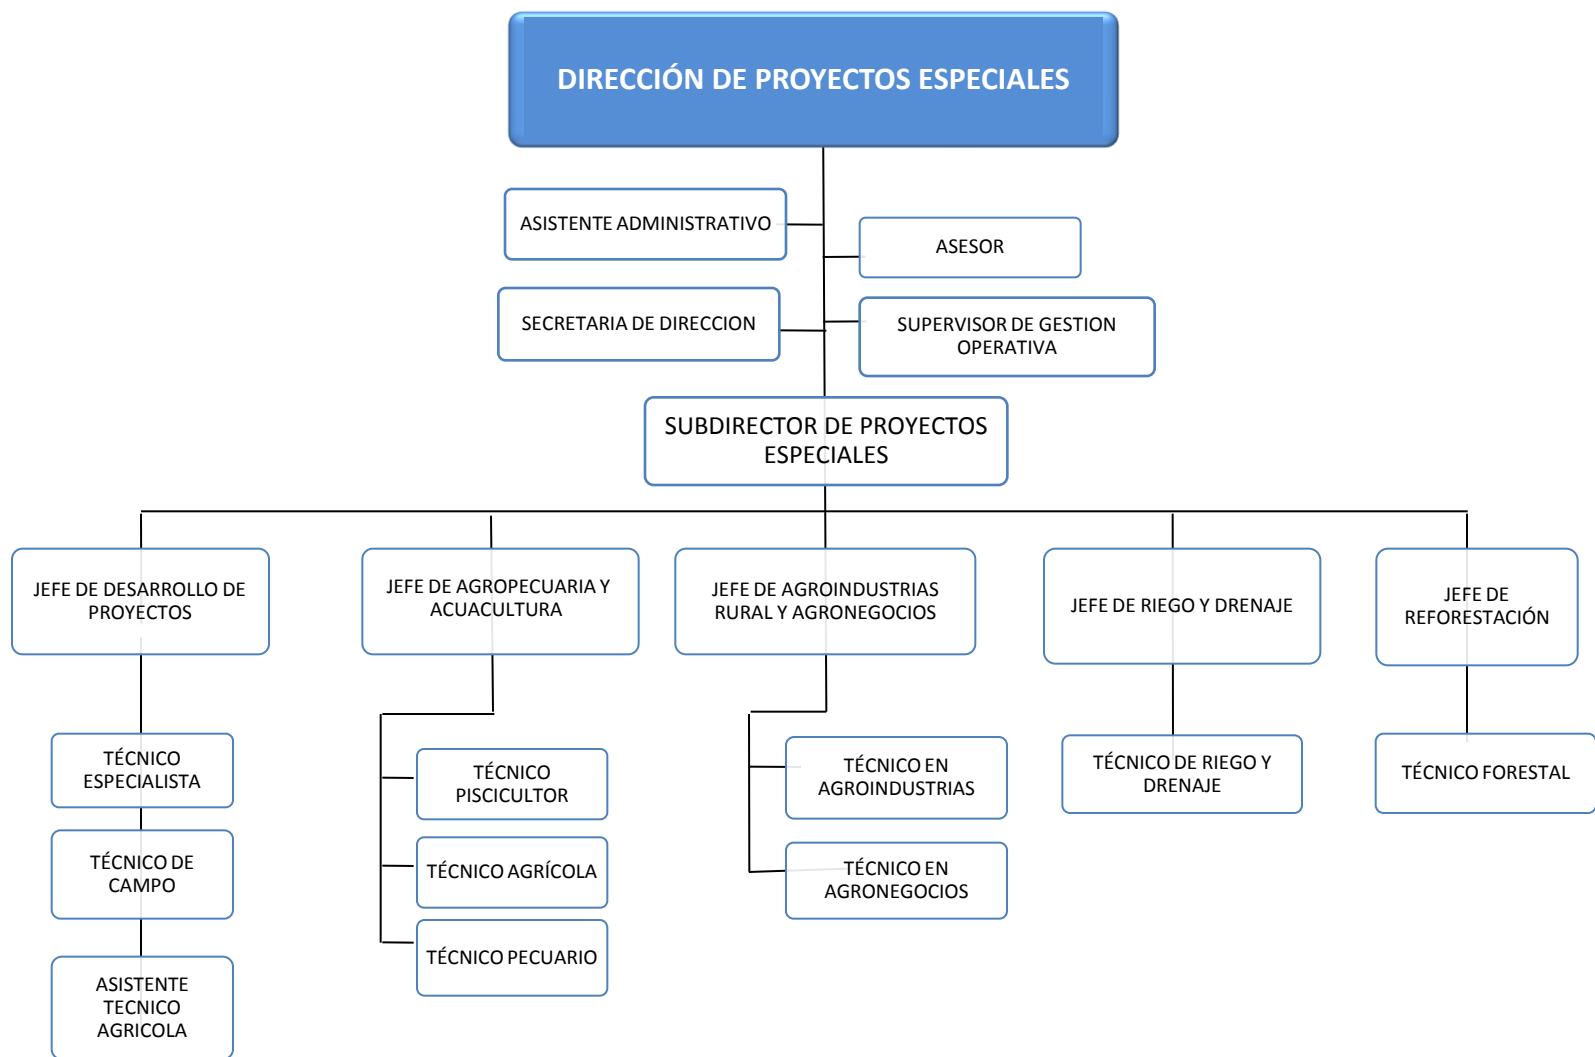 DIRECCIÓN DE PROYECTOS ESPECIALES
ASISTENTE ADMINISTRATIVO
ASESOR
SECRETARIA DE DIRECCION
SUPERVISOR DE GESTION
OPERATIVA
SUBDIRECTOR DE PROYECTOS
ESPECIALES
JEFE DE DESARROLLO DE
PROYECTOS
JEFE DE AGROPECUARIA Y
ACUACULTURA
JEFE DE AGROINDUSTRIAS
RURAL Y AGRONEGOCIOS
JEFE DE RIEGO Y DRENAJE
JEFE DE
REFORESTACIÓN
TÉCNICO
ESPECIALISTA
TÉCNICO DE
CAMPO
ASISTENTE
TECNICO
AGRICOLA
TÉCNICO
PISCICULTOR
TÉCNICO AGRÍCOLA
TÉCNICO PECUARIO
TÉCNICO EN
AGROINDUSTRIAS
TÉCNICO EN
AGRONEGOCIOS
TÉCNICO DE RIEGO Y
DRENAJE
TÉCNICO FORESTAL